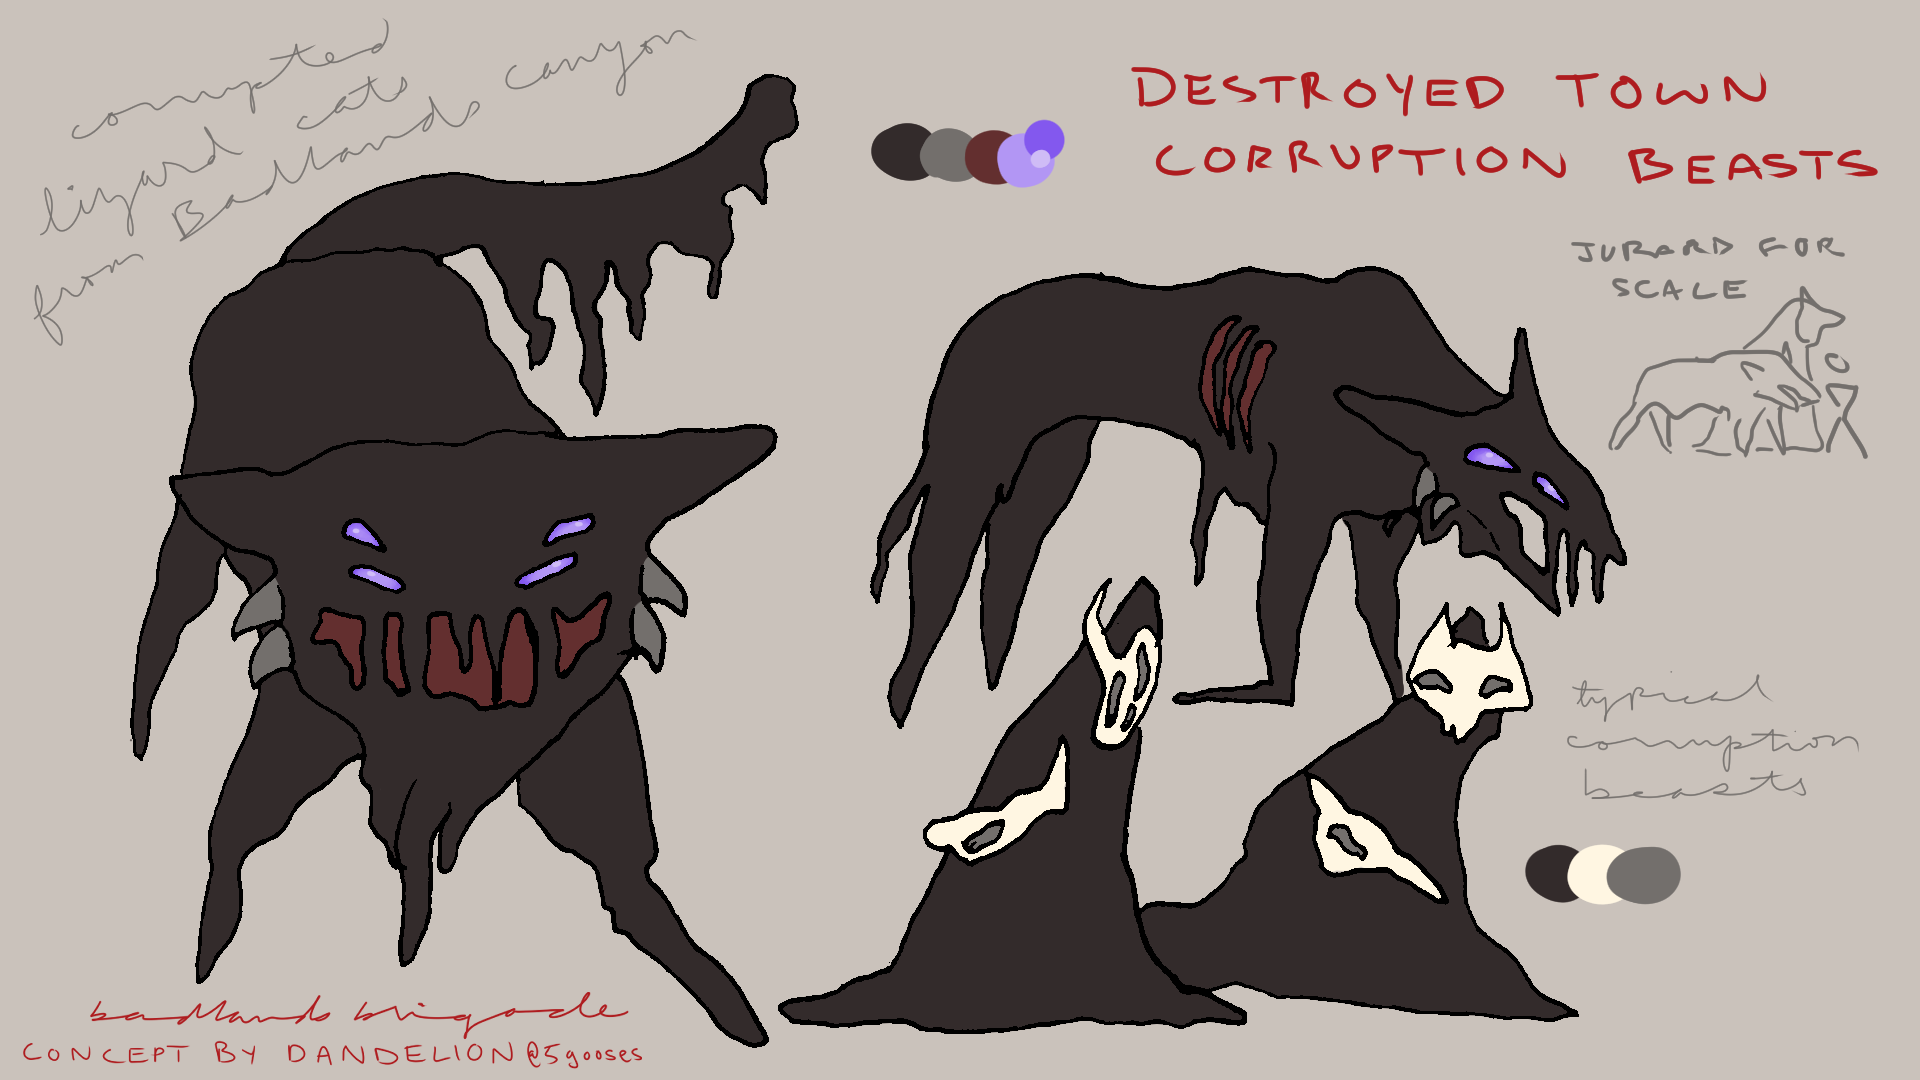 corrupted
lizard cats
from Badlands canyon
DESTROYED TOWN
CORRUPTION BEASTS
JURARD FOR
SCALE
typical
corruption
beasts
badlands brigade
CONCEPT BY DANDELION @5gooses